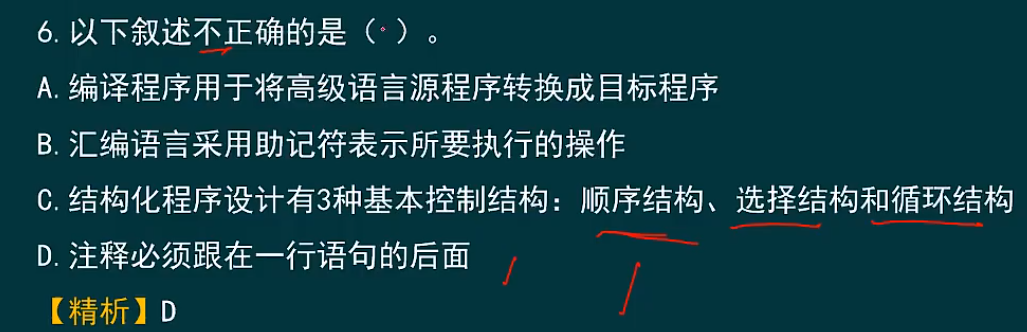 6. 以下叙述不正确的是（ ）。
A. 编译程序用于将高级语言源程序转换成目标程序
B. 汇编语言采用助记符表示所要执行的操作
C. 结构化程序设计有3种基本控制结构：顺序结构、选择结构和循环结构
D. 注释必须跟在一行语句的后面
【精析】D